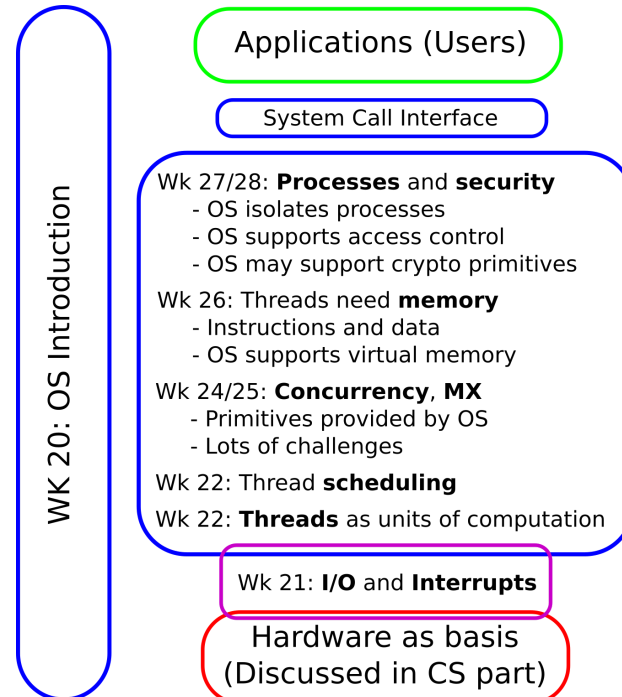 WK 20: OS Introduction
Applications (Users)
System Call Interface
Wk 27/28: Processes and security
- OS isolates processes
- OS supports access control
- OS may support crypto primitives
Wk 26: Threads need memory
- Instructions and data
- OS supports virtual memory
Wk 24/25: Concurrency, MX
- Primitives provided by OS
- Lots of challenges
Wk 22: Thread scheduling
Wk 22: Threads as units of computation
Wk 21: I/O and Interrupts
Hardware as basis
(Discussed in CS part)